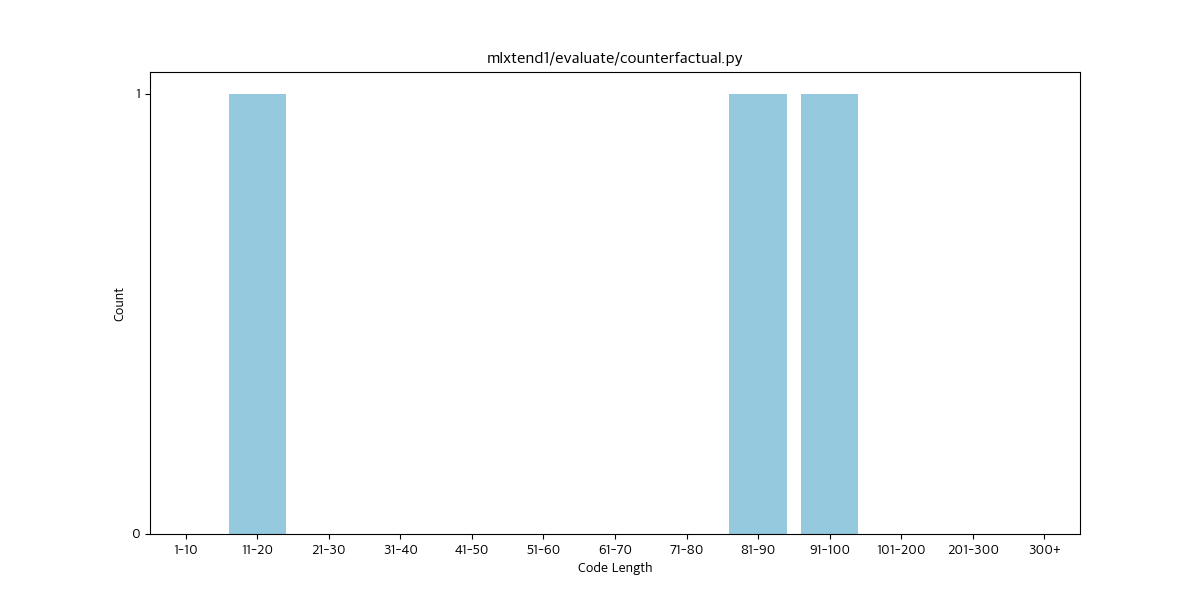 mlxtend1/evaluate/counterfactual.py
1
Count
0
1-10 11-20 21-30 31-40 41-50 51-60 61-70 71-80 81-90 91-100 101-200 201-300 300+
Code Length